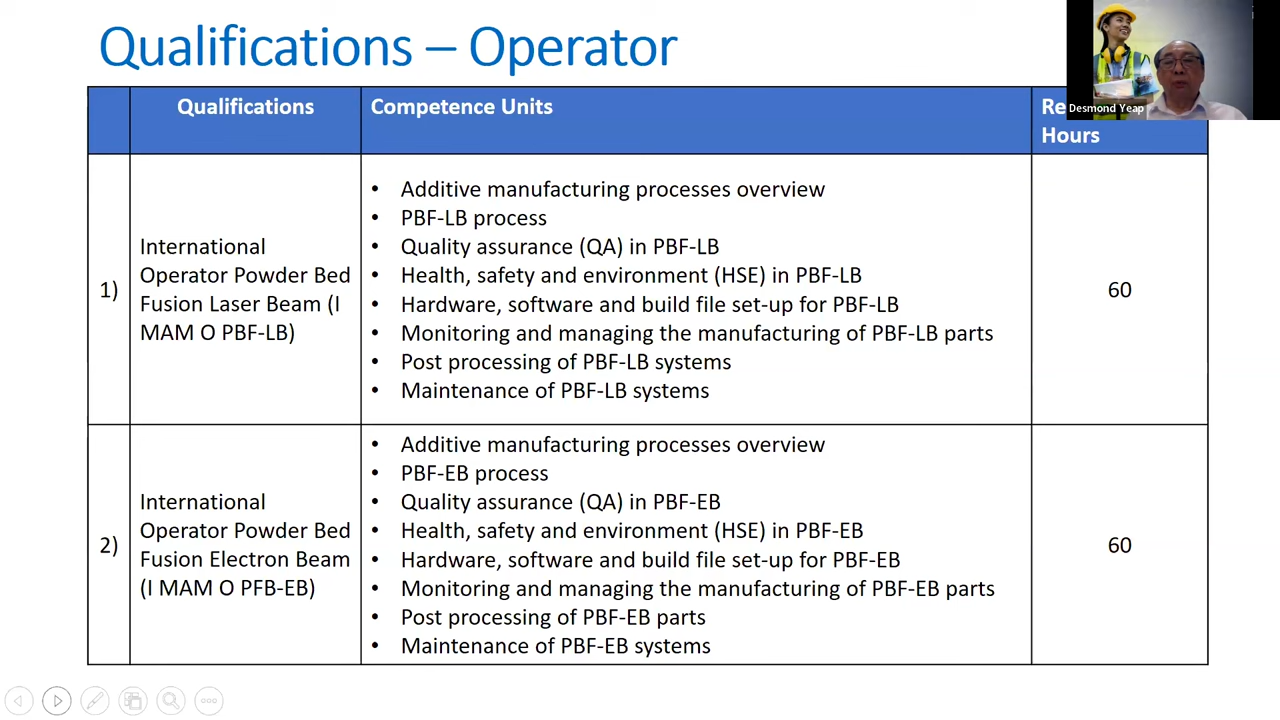 Qualifications – Operator
Desmond Yeap
Qualifications
Competence Units
Hours
1)
International
Operator Powder Bed
Fusion Laser Beam (I
MAM O PBF-LB)
• Additive manufacturing processes overview
• PBF-LB process
• Quality assurance (QA) in PBF-LB
• Health, safety and environment (HSE) in PBF-LB
• Hardware, software and build file set-up for PBF-LB
• Monitoring and managing the manufacturing of PBF-LB parts
• Post processing of PBF-LB systems
• Maintenance of PBF-LB systems
60
2)
International
Operator Powder Bed
Fusion Electron Beam
(I MAM O PFB-EB)
• Additive manufacturing processes overview
• PBF-EB process
• Quality assurance (QA) in PBF-EB
• Health, safety and environment (HSE) in PBF-EB
• Hardware, software and build file set-up for PBF-EB
• Monitoring and managing the manufacturing of PBF-EB parts
• Post processing of PBF-EB parts
• Maintenance of PBF-EB systems
60